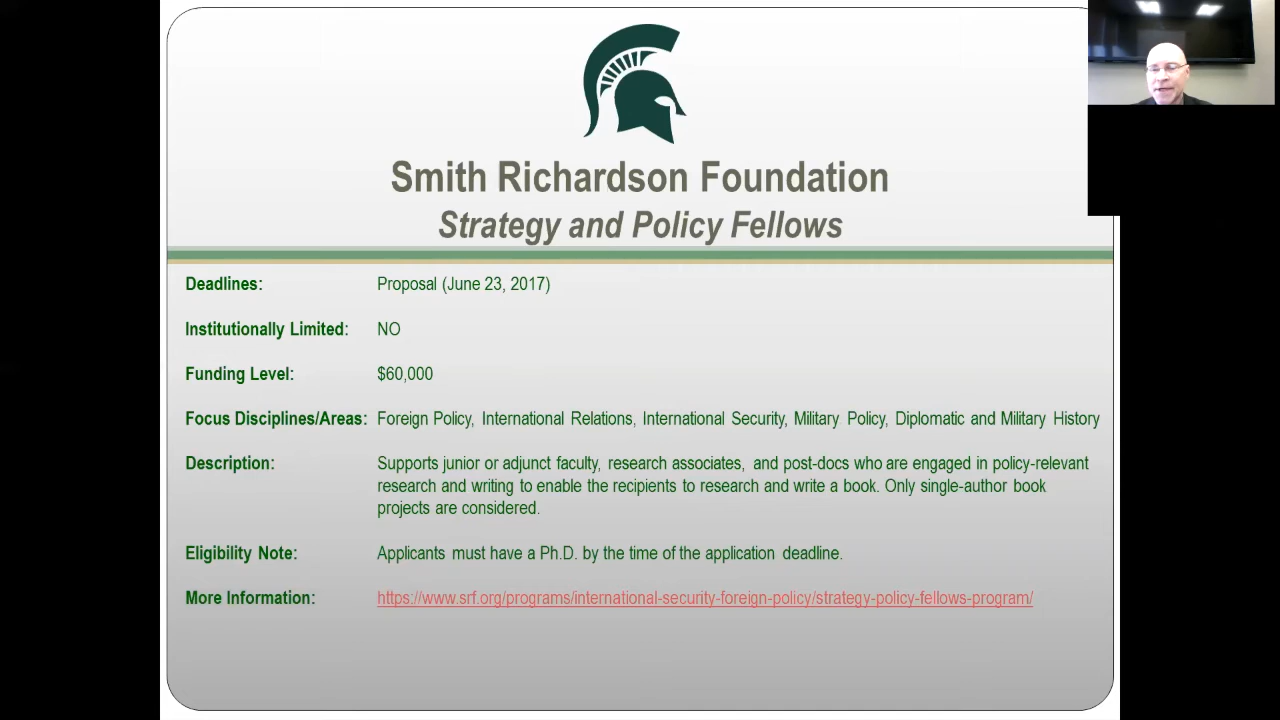 Smith Richardson Foundation
Strategy and Policy Fellows
Deadlines: Proposal (June 23, 2017)
Institutionally Limited: NO
Funding Level: $60,000
Focus Disciplines/Areas: Foreign Policy, International Relations, International Security, Military Policy, Diplomatic and Military History
Description: Supports junior or adjunct faculty, research associates, and post-docs who are engaged in policy-relevant
research and writing to enable the recipients to research and write a book. Only single-author book
projects are considered.
Eligibility Note: Applicants must have a Ph.D. by the time of the application deadline.
More Information: https://www.srf.org/programs/international-security-foreign-policy/strategy-policy-fellows-program/